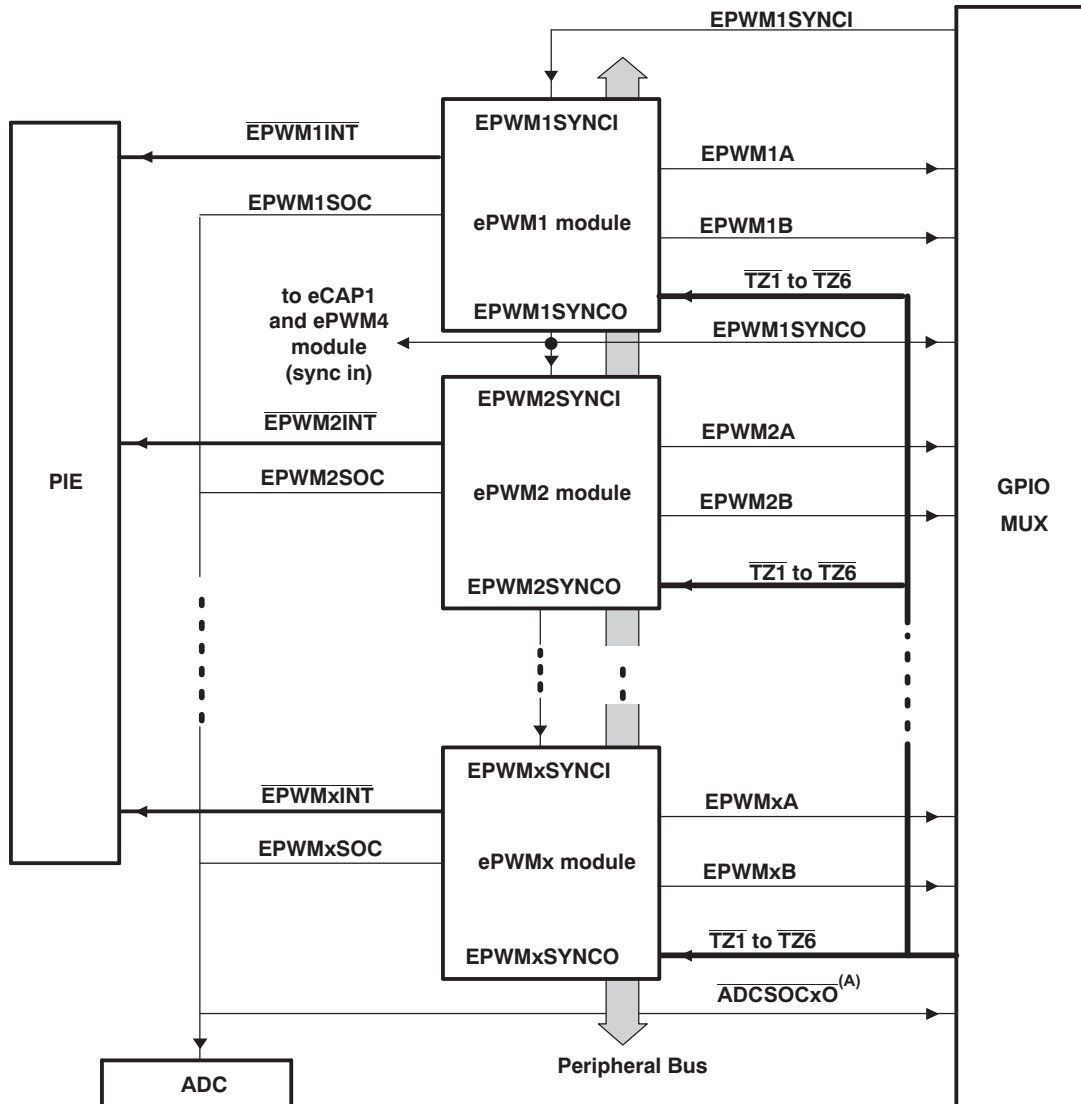 EPWM1SYNCI
EPWM1INT
EPWM1SYNCI
EPWM1A
EPWM1SOC
ePWM1 module
EPWM1B
TZ1 to TZ6
to eCAP1
and ePWM4
module
(sync in)
EPWM1SYNCO
EPWM1SYNCO
EPWM2SYNCI
EPWM2INT
EPWM2A
PIE
EPWM2SOC
ePWM2 module
EPWM2B
GPIO
MUX
TZ1 to TZ6
EPWM2SYNCO
EPWMxSYNCI
EPWMxINT
EPWMxA
EPWMxSOC
ePWMx module
EPWMxB
TZ1 to TZ6
EPWMxSYNCO
ADCSOCxO(A)
Peripheral Bus
ADC